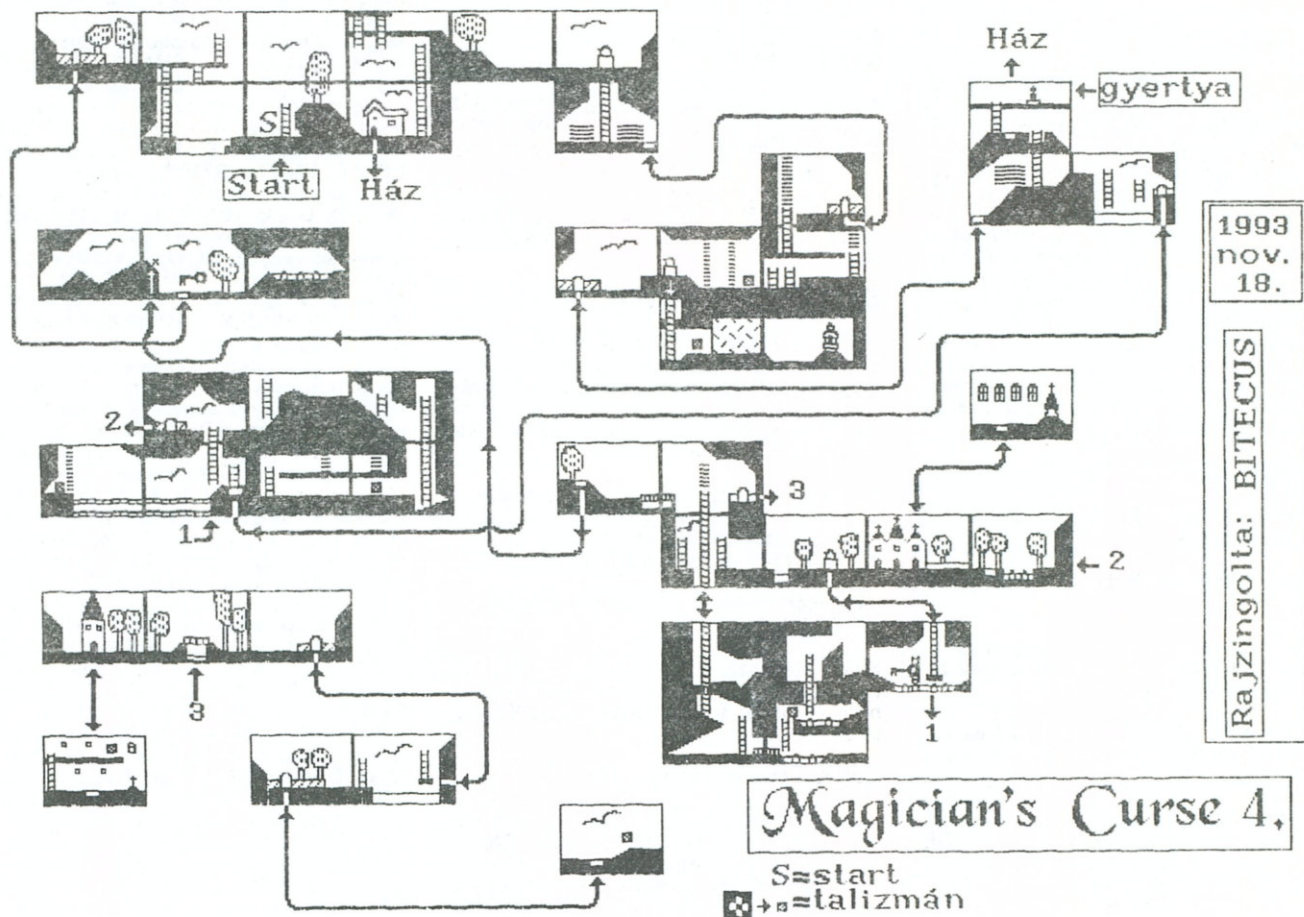 Ház
gyertya
S
Start
Ház
1993
nov.
18.
2
3
1
2
3
1
Rajzingolta: BITECUS
Magician's Curse 4.
S=start
→ =talizmán